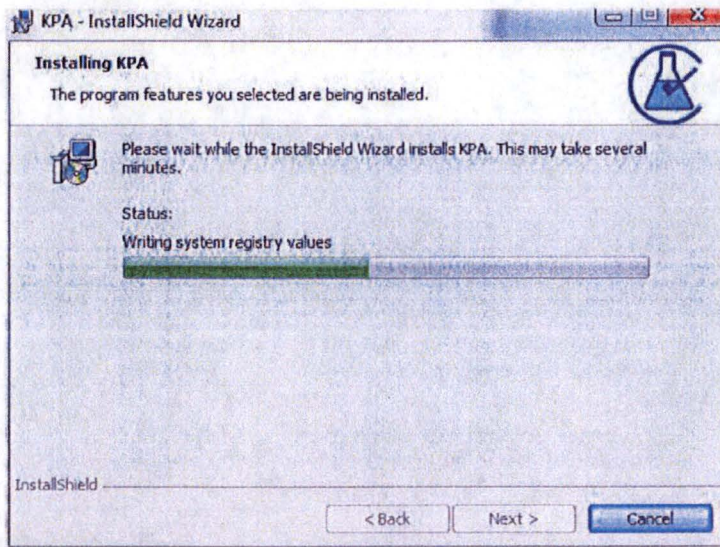 KPA - InstallShield Wizard
Installing KPA
The program features you selected are being installed.
Please wait while the InstallShield Wizard installs KPA. This may take several
minutes.
Status:
Writing system registry values
InstallShield
< Back Next > Cancel